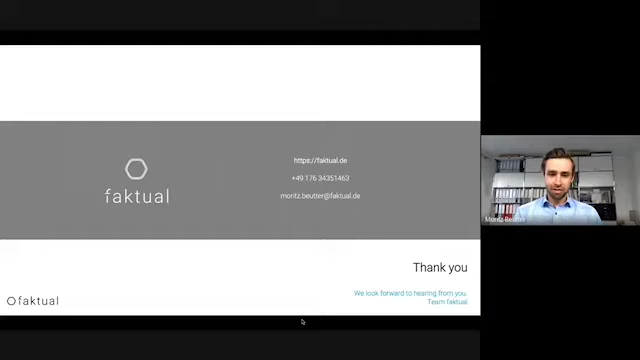 faktual
https://faktual.de
+49 176 34351463
moritz.beutter@faktual.de
Thank you
We look forward to hearing from you.
Team faktual
faktual
Moritz Beutter